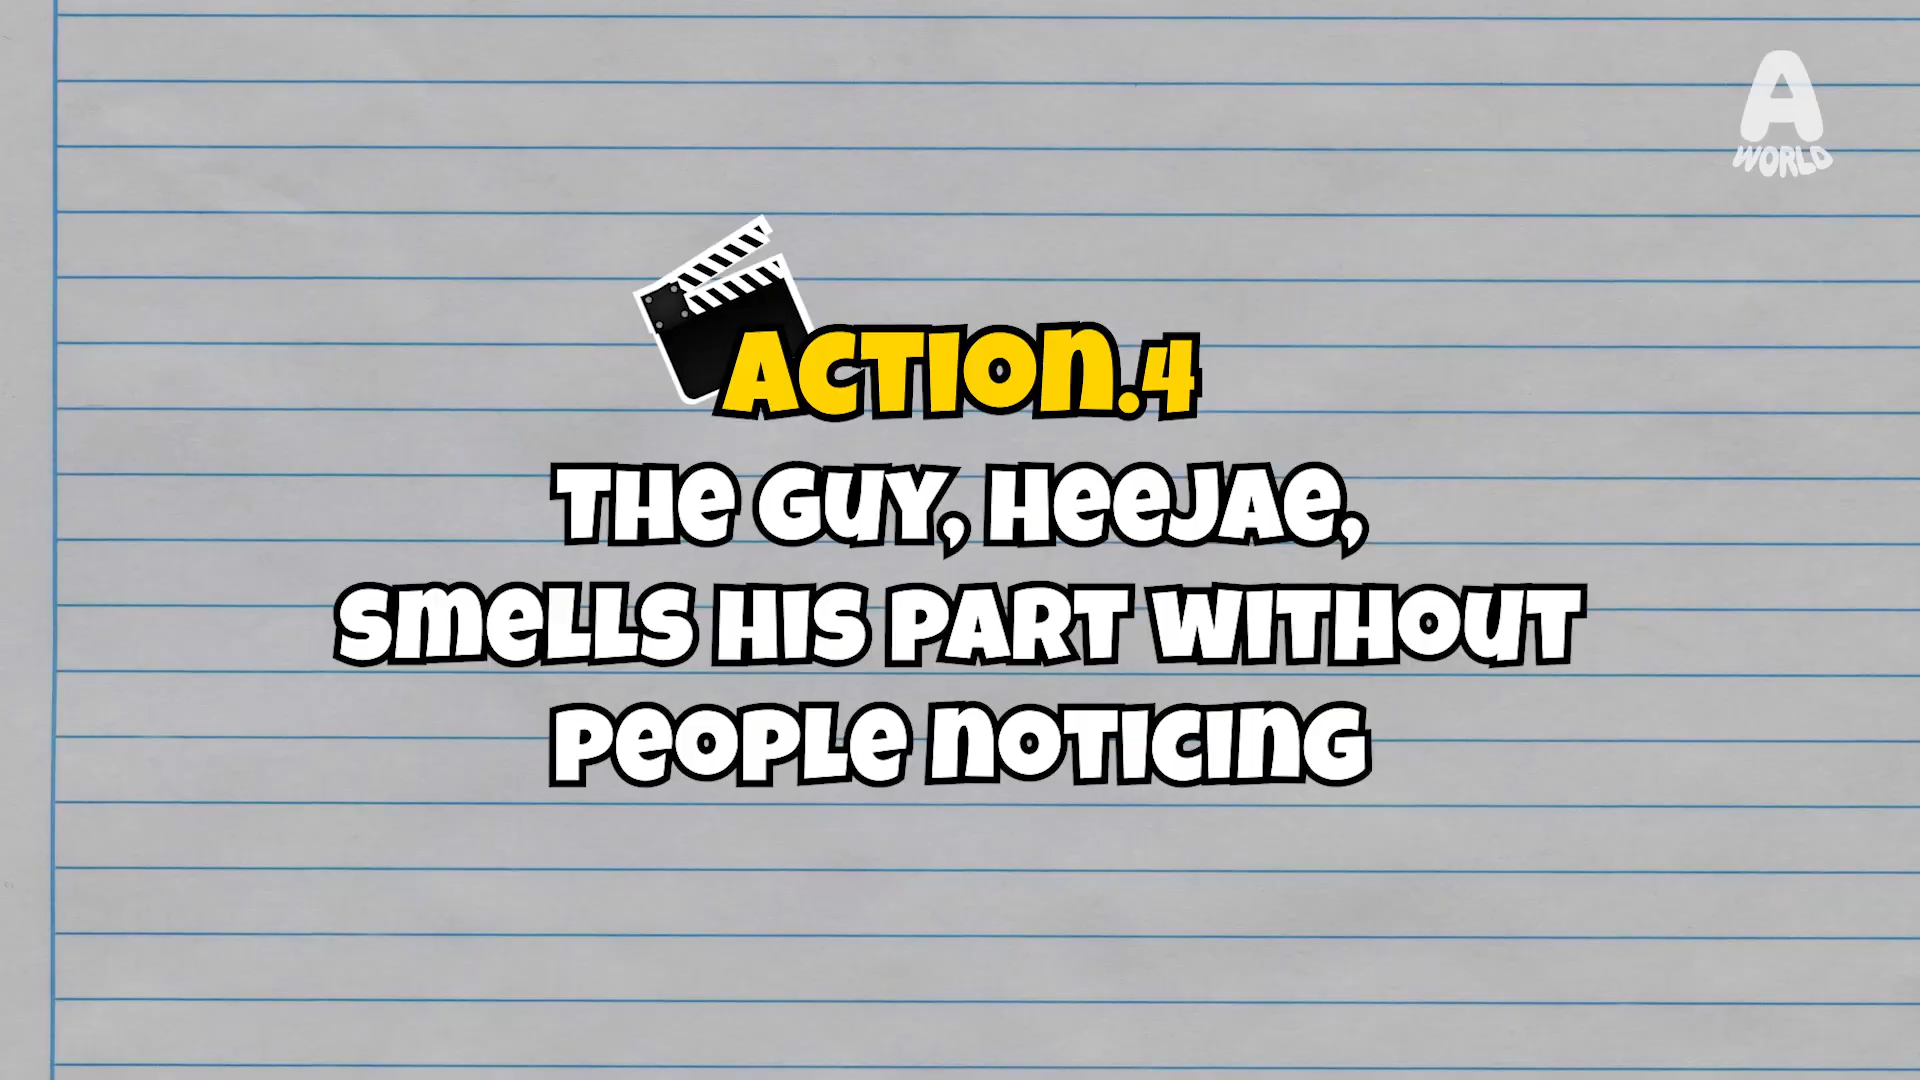 A
WORLD
ACTION.4
THE GUY, HEEJAE,
SMELLS HIS PART WITHOUT
PEOPLE NOTICING